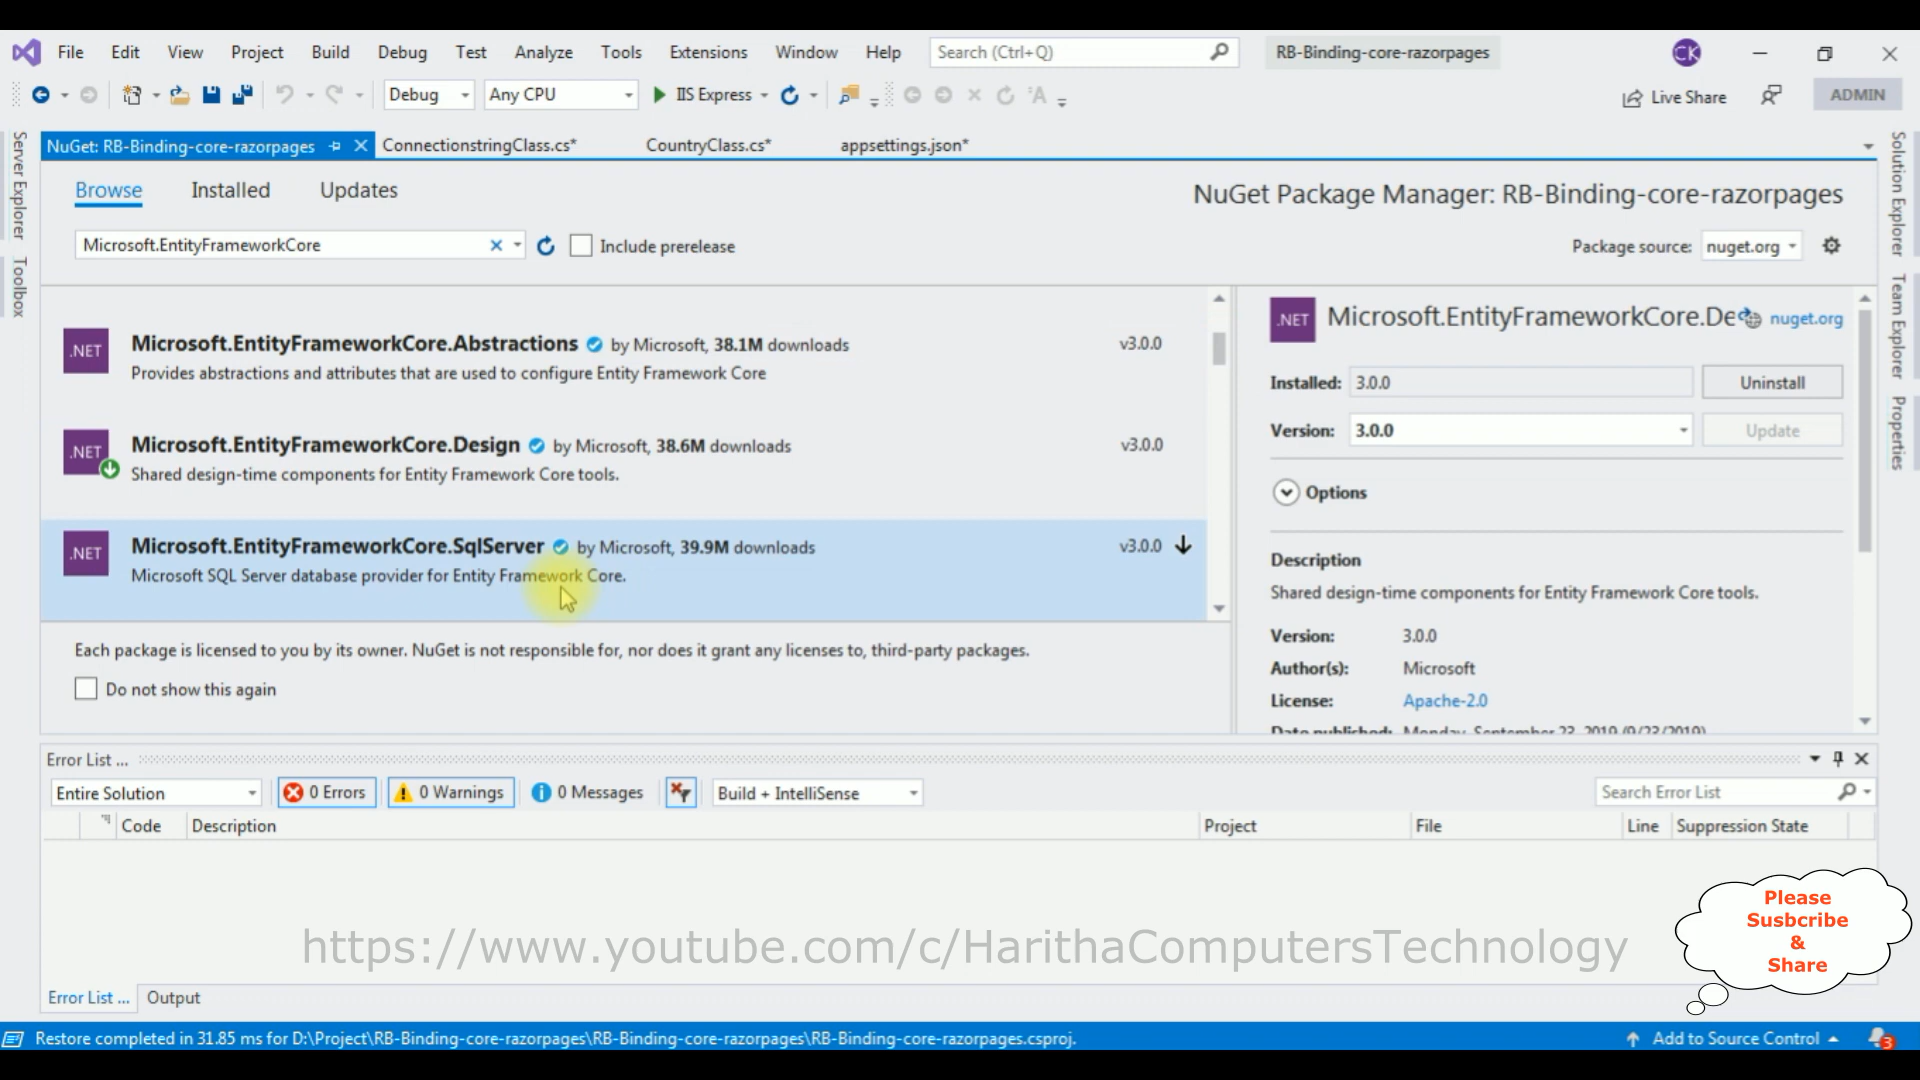 File Edit View Project Build Debug Test Analyze Tools Extensions Window Help Search (Ctrl+Q) RB-Binding-core-razorpages CK
Debug Any CPU IIS Express Live Share ADMIN
NuGet: RB-Binding-core-razorpages ConnectionstringClass.cs* CountryClass.cs* appsettings.json*
Server Explorer
Toolbox
Solution Explorer
Team Explorer
Properties
Browse Installed Updates
NuGet Package Manager: RB-Binding-core-razorpages
Microsoft.EntityFrameworkCore Include prerelease
Package source: nuget.org
.NET Microsoft.EntityFrameworkCore.Abstractions by Microsoft, 38.1M downloads v3.0.0
Provides abstractions and attributes that are used to configure Entity Framework Core
.NET Microsoft.EntityFrameworkCore.Design by Microsoft, 38.6M downloads v3.0.0
Shared design-time components for Entity Framework Core tools.
.NET Microsoft.EntityFrameworkCore.SqlServer by Microsoft, 39.9M downloads v3.0.0
Microsoft SQL Server database provider for Entity Framework Core.
Each package is licensed to you by its owner. NuGet is not responsible for, nor does it grant any licenses to, third-party packages.
Do not show this again
.NET Microsoft.EntityFrameworkCore.De nuget.org
Installed: 3.0.0 Uninstall
Version: 3.0.0 Update
Options
Description
Shared design-time components for Entity Framework Core tools.
Version: 3.0.0
Author(s): Microsoft
License: Apache-2.0
Date published: Monday, September 23, 2019 (9/23/2019)
Error List ...
Entire Solution 0 Errors 0 Warnings 0 Messages Build + IntelliSense Search Error List
Code Description Project File Line Suppression State
https://www.youtube.com/c/HarithaComputersTechnology
Please
Susbcribe
&
Share
Error List ... Output
Restore completed in 31.85 ms for D:\Project\RB-Binding-core-razorpages\RB-Binding-core-razorpages\RB-Binding-core-razorpages.csproj. Add to Source Control 3